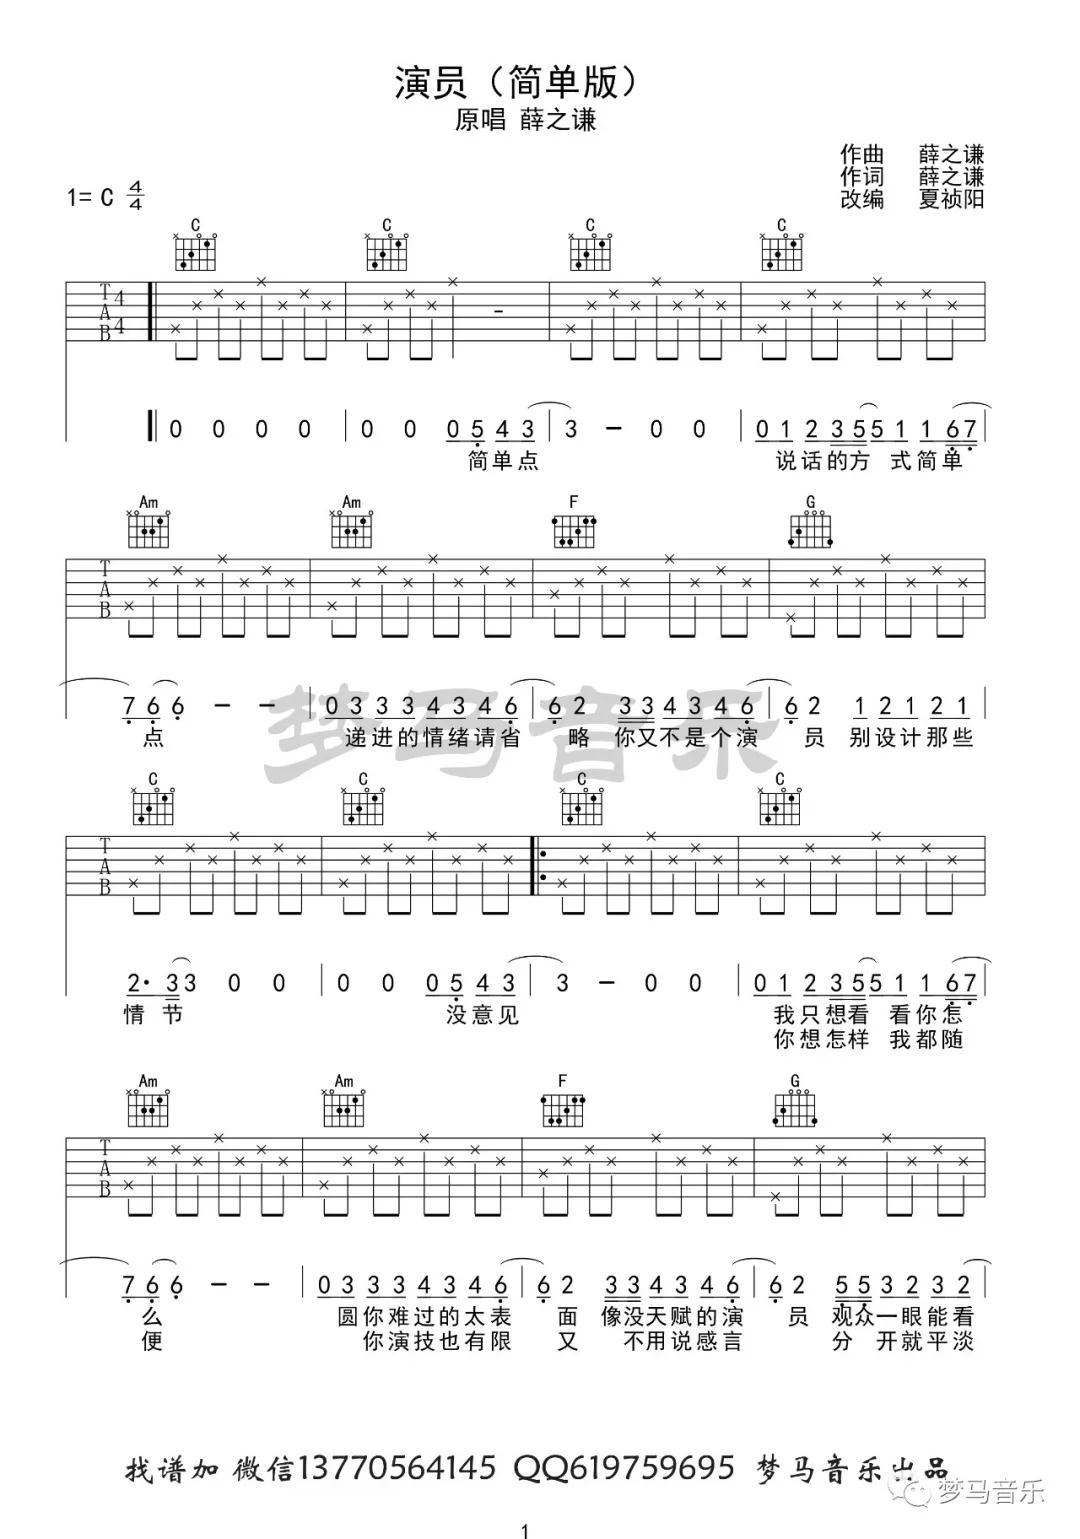 演员（简单版）
原唱 薛之谦
作曲 薛之谦
作词 薛之谦
改编 夏祯阳
1= C 4/4
C C C C
T A B 4 4
0 0 0 0 0 0 0 5 4 3 3 － 0 0 0 1 2 3 5 5 1 1 6 7
简单点 说话的方 式简单
Am Am F G
T A B
7 6 6 － － 0 3 3 3 4 3 4 6 6 2 3 3 4 3 4 6 6 2 1 2 1 2 1
点 递进的情绪请省 略 你又不是个演 员 别设计那些
梦马音乐
C C C C
T A B
2· 3 3 0 0 0 0 0 5 4 3 3 － 0 0 0 1 2 3 5 5 1 1 6 7
情 节 没意见 我只想看 看你怎
你想怎样 我都随
Am Am F G
T A B
7 6 6 － － 0 3 3 3 4 3 4 6 6 2 3 3 4 3 4 6 6 2 5 5 3 2 3 2
么 圆你难过的太表 面 像没天赋的演 员 观众一眼能看
便 你演技也有限 又 不用说感言 分 开就平淡
找谱加 微信13770564145 QQ619759695 梦马音乐出品
梦马音乐
1